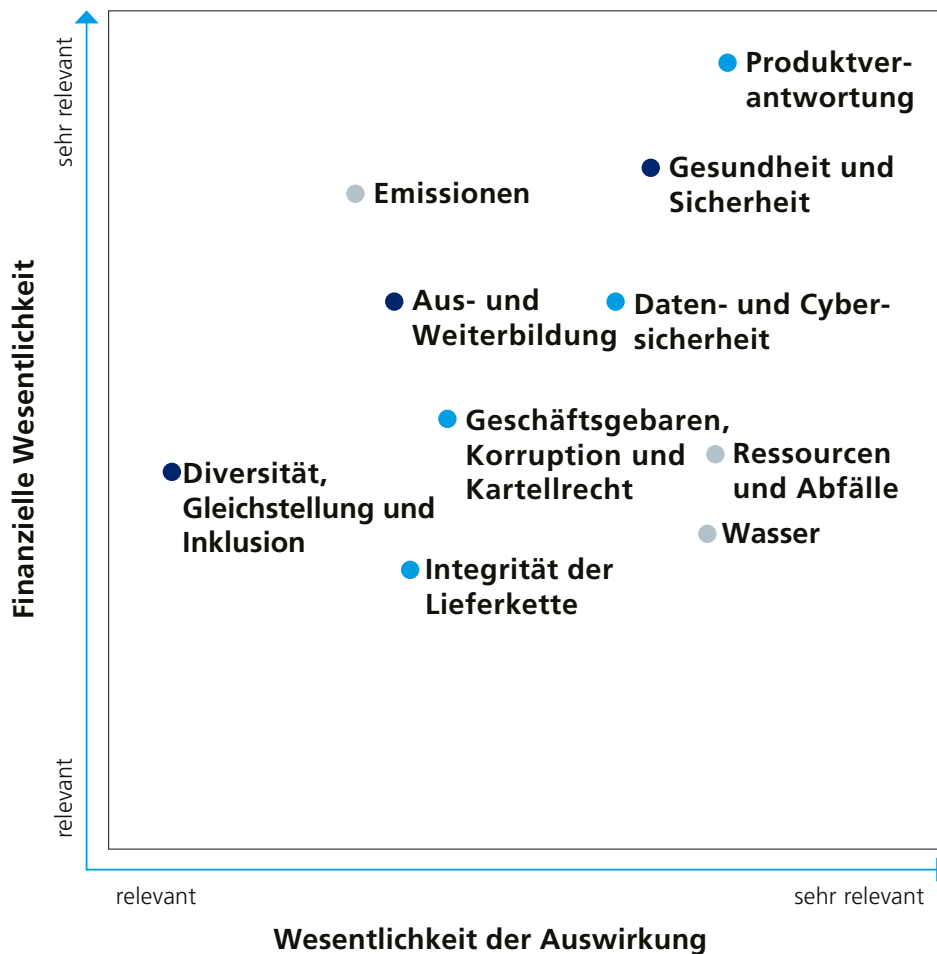 sehr relevant
Produktver-
antwortung
Gesundheit und
Sicherheit
Emissionen
Aus- und
Weiterbildung
Daten- und Cyber-
sicherheit
Finanzielle Wesentlichkeit
Geschäftsgebaren,
Korruption und
Kartellrecht
Ressourcen
und Abfälle
Diversität,
Gleichstellung und
Inklusion
Wasser
Integrität der
Lieferkette
relevant
relevant
sehr relevant
Wesentlichkeit der Auswirkung